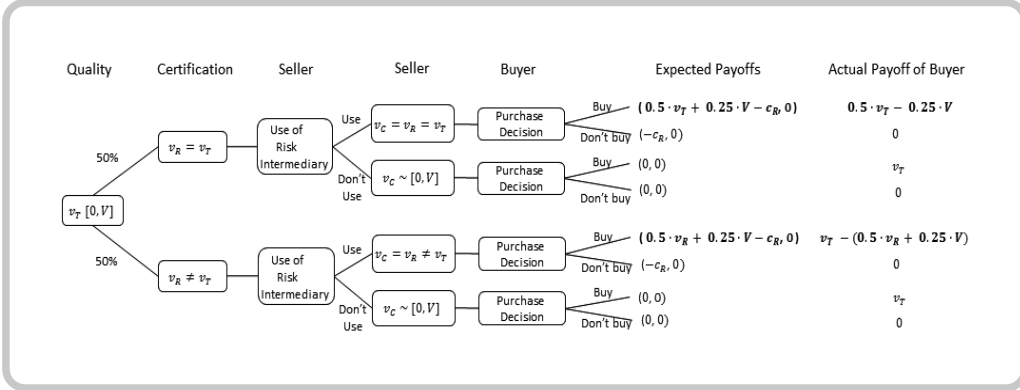 Quality Certification Seller Seller Buyer Expected Payoffs Actual Payoff of Buyer
Buy (0.5 · v_T + 0.25 · V − c_R, 0) 0.5 · v_T − 0.25 · V
Use v_C = v_R = v_T Purchase
Decision
Don't buy (−c_R, 0) 0
50% v_R = v_T Use of
Risk
Intermediary
Buy (0, 0) v_T
Don't
Use v_C ~ [0, V] Purchase
Decision
Don't buy (0, 0) 0
v_T [0, V]
Buy (0.5 · v_R + 0.25 · V − c_R, 0) v_T − (0.5 · v_R + 0.25 · V)
Use v_C = v_R ≠ v_T Purchase
Decision
Don't buy (−c_R, 0) 0
50% v_R ≠ v_T Use of
Risk
Intermediary
Buy (0, 0) v_T
Don't
Use v_C ~ [0, V] Purchase
Decision
Don't buy (0, 0) 0